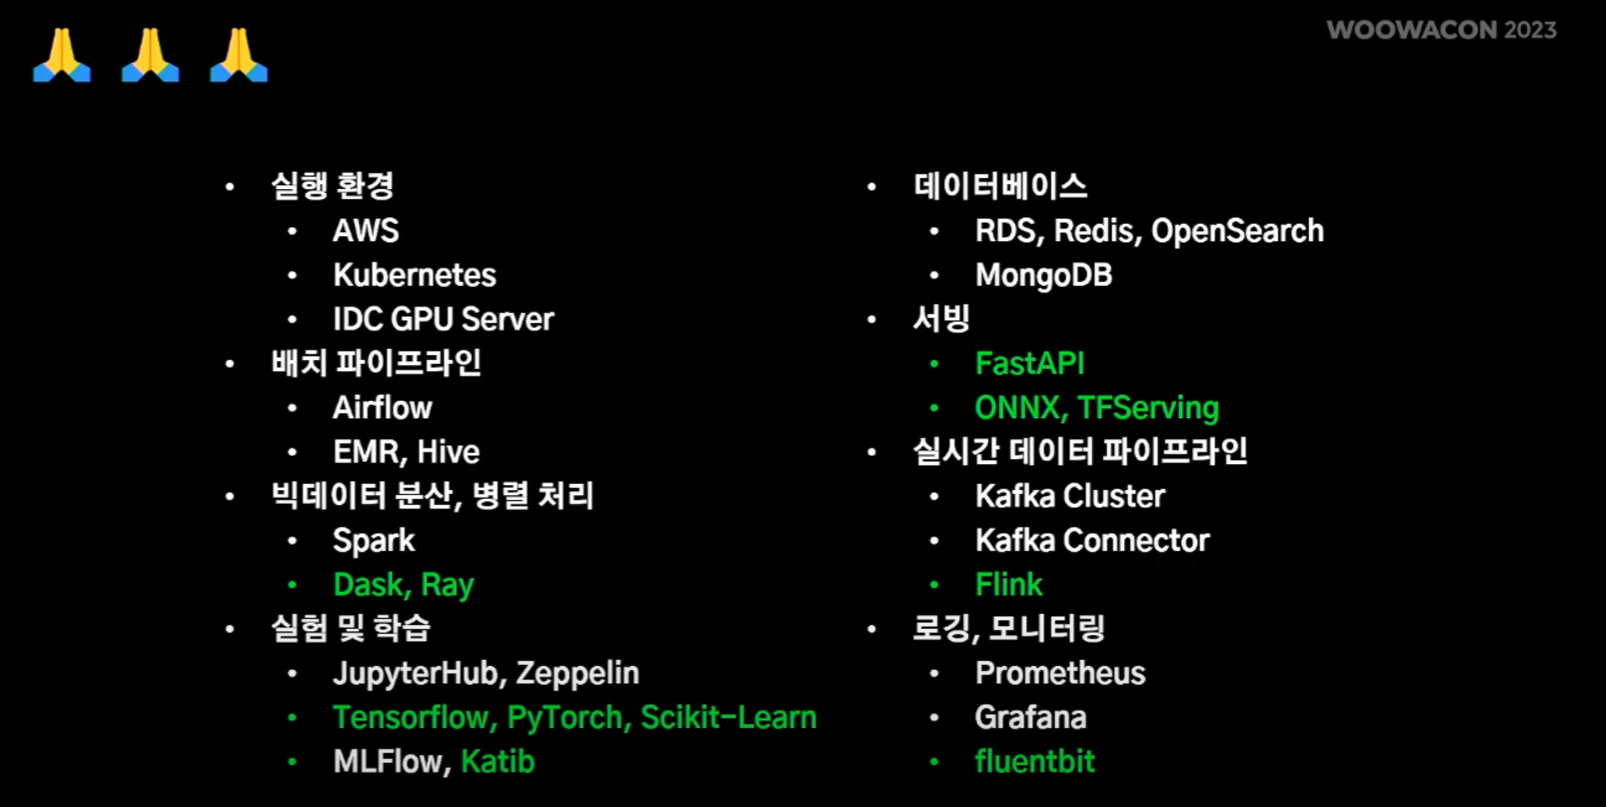 WOOWACON 2023
• 실행 환경
• AWS
• Kubernetes
• IDC GPU Server
• 배치 파이프라인
• Airflow
• EMR, Hive
• 빅데이터 분산, 병렬 처리
• Spark
• Dask, Ray
• 실험 및 학습
• JupyterHub, Zeppelin
• Tensorflow, PyTorch, Scikit-Learn
• MLFlow, Katib
• 데이터베이스
• RDS, Redis, OpenSearch
• MongoDB
• 서빙
• FastAPI
• ONNX, TFServing
• 실시간 데이터 파이프라인
• Kafka Cluster
• Kafka Connector
• Flink
• 로깅, 모니터링
• Prometheus
• Grafana
• fluentbit